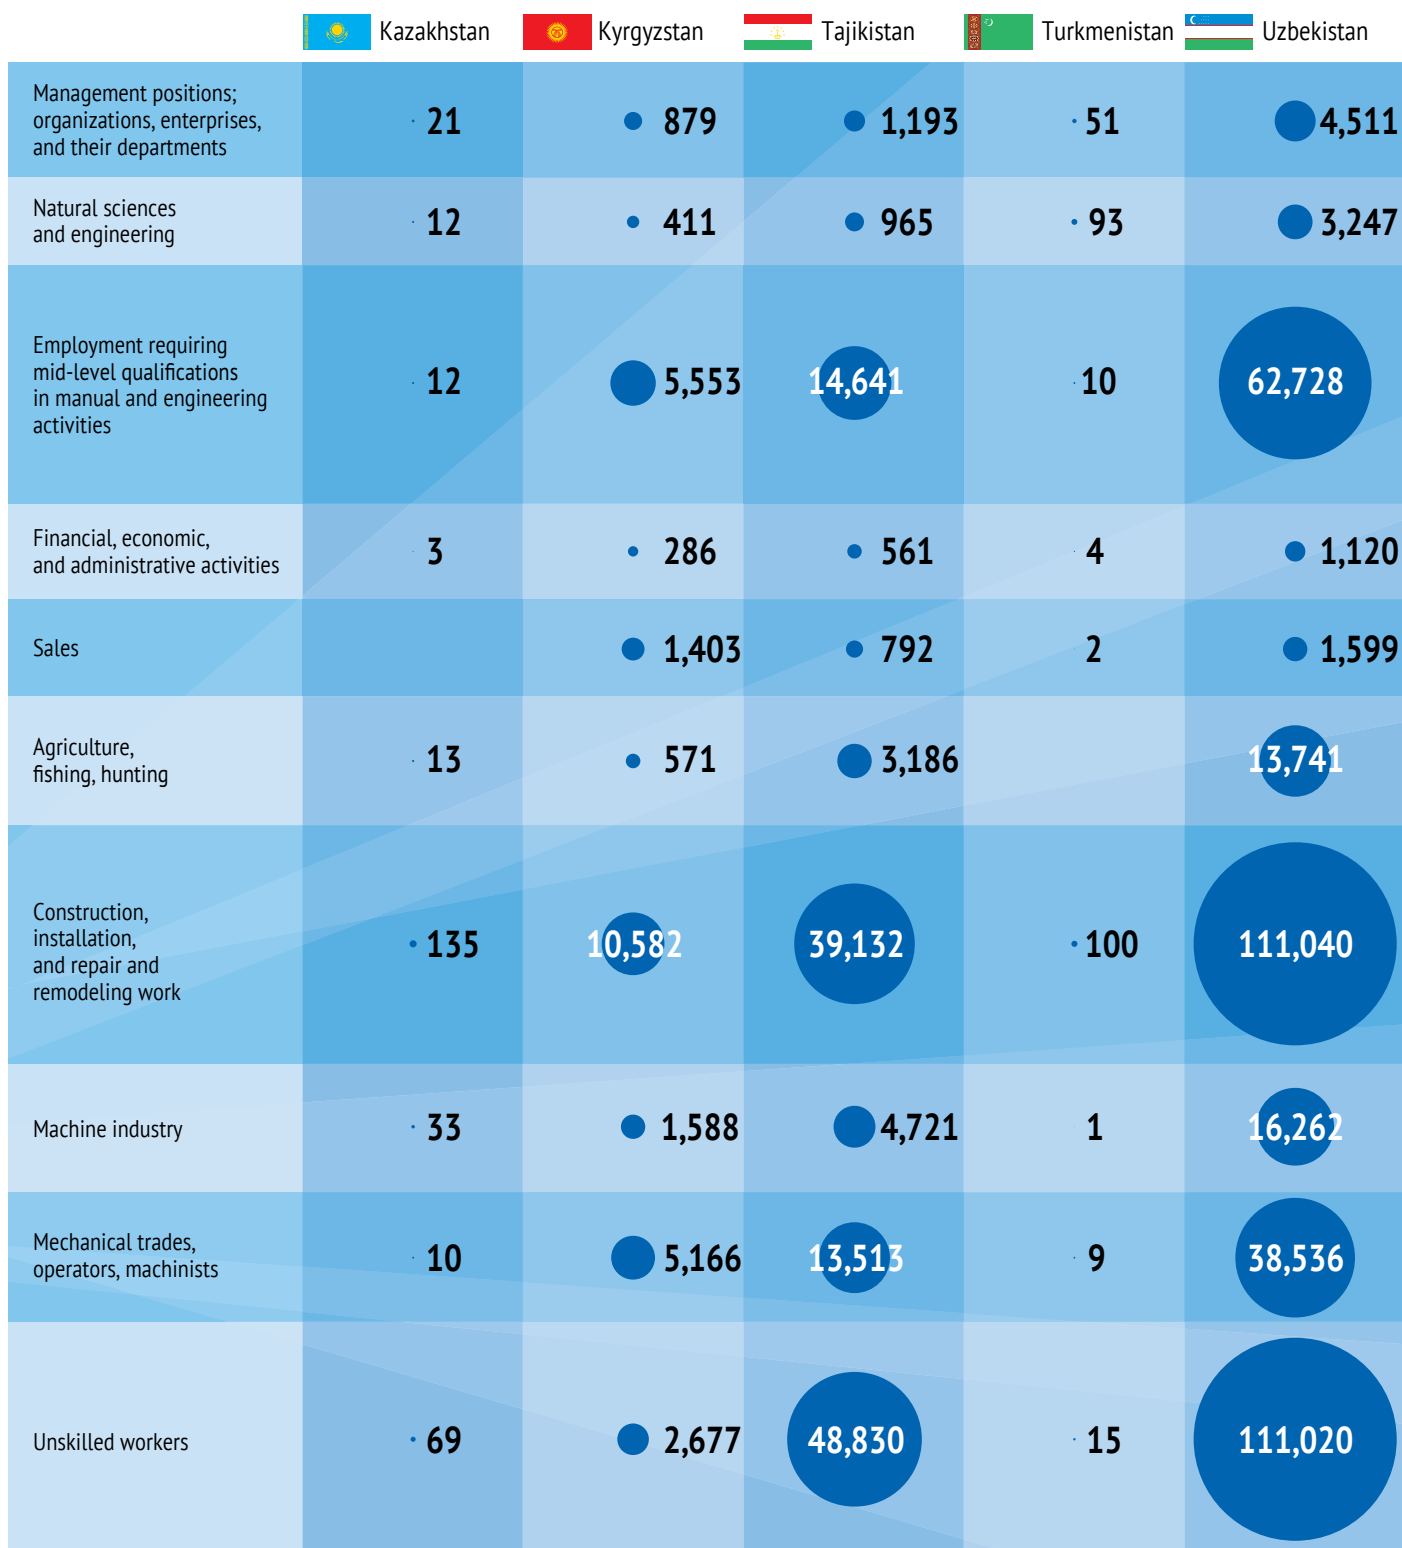 Kazakhstan Kyrgyzstan Tajikistan Turkmenistan Uzbekistan
Management positions;
organizations, enterprises,
and their departments
21 879 1,193 51 4,511
Natural sciences
and engineering
12 411 965 93 3,247
Employment requiring
mid-level qualifications
in manual and engineering
activities
12 5,553 14,641 10 62,728
Financial, economic,
and administrative activities
3 286 561 4 1,120
Sales
1,403 792 2 1,599
Agriculture,
fishing, hunting
13 571 3,186 13,741
Construction,
installation,
and repair and
remodeling work
135 10,582 39,132 100 111,040
Machine industry
33 1,588 4,721 1 16,262
Mechanical trades,
operators, machinists
10 5,166 13,513 9 38,536
Unskilled workers
69 2,677 48,830 15 111,020